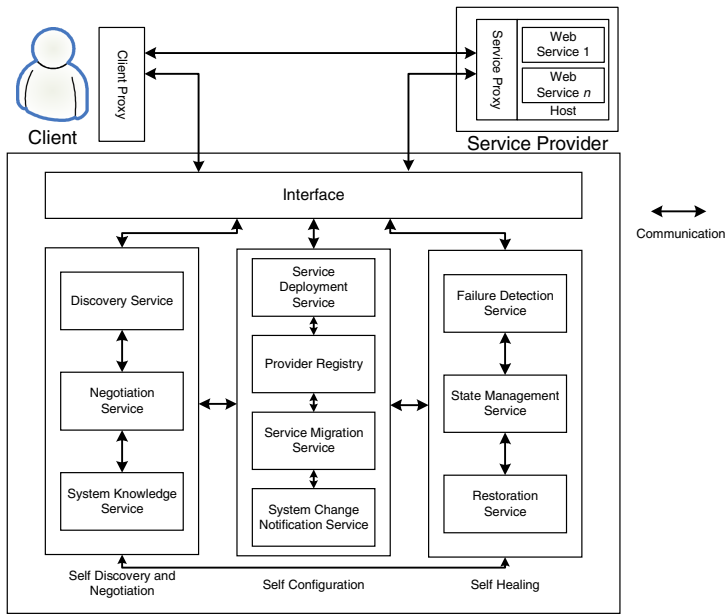 Client Proxy
Client
Service Proxy
Web
Service 1
Web
Service n
Host
Service Provider
Interface
Communication
Discovery Service
Negotiation
Service
System Knowledge
Service
Self Discovery and
Negotiation
Service
Deployment
Service
Provider Registry
Service Migration
Service
System Change
Notification Service
Self Configuration
Failure Detection
Service
State Management
Service
Restoration
Service
Self Healing